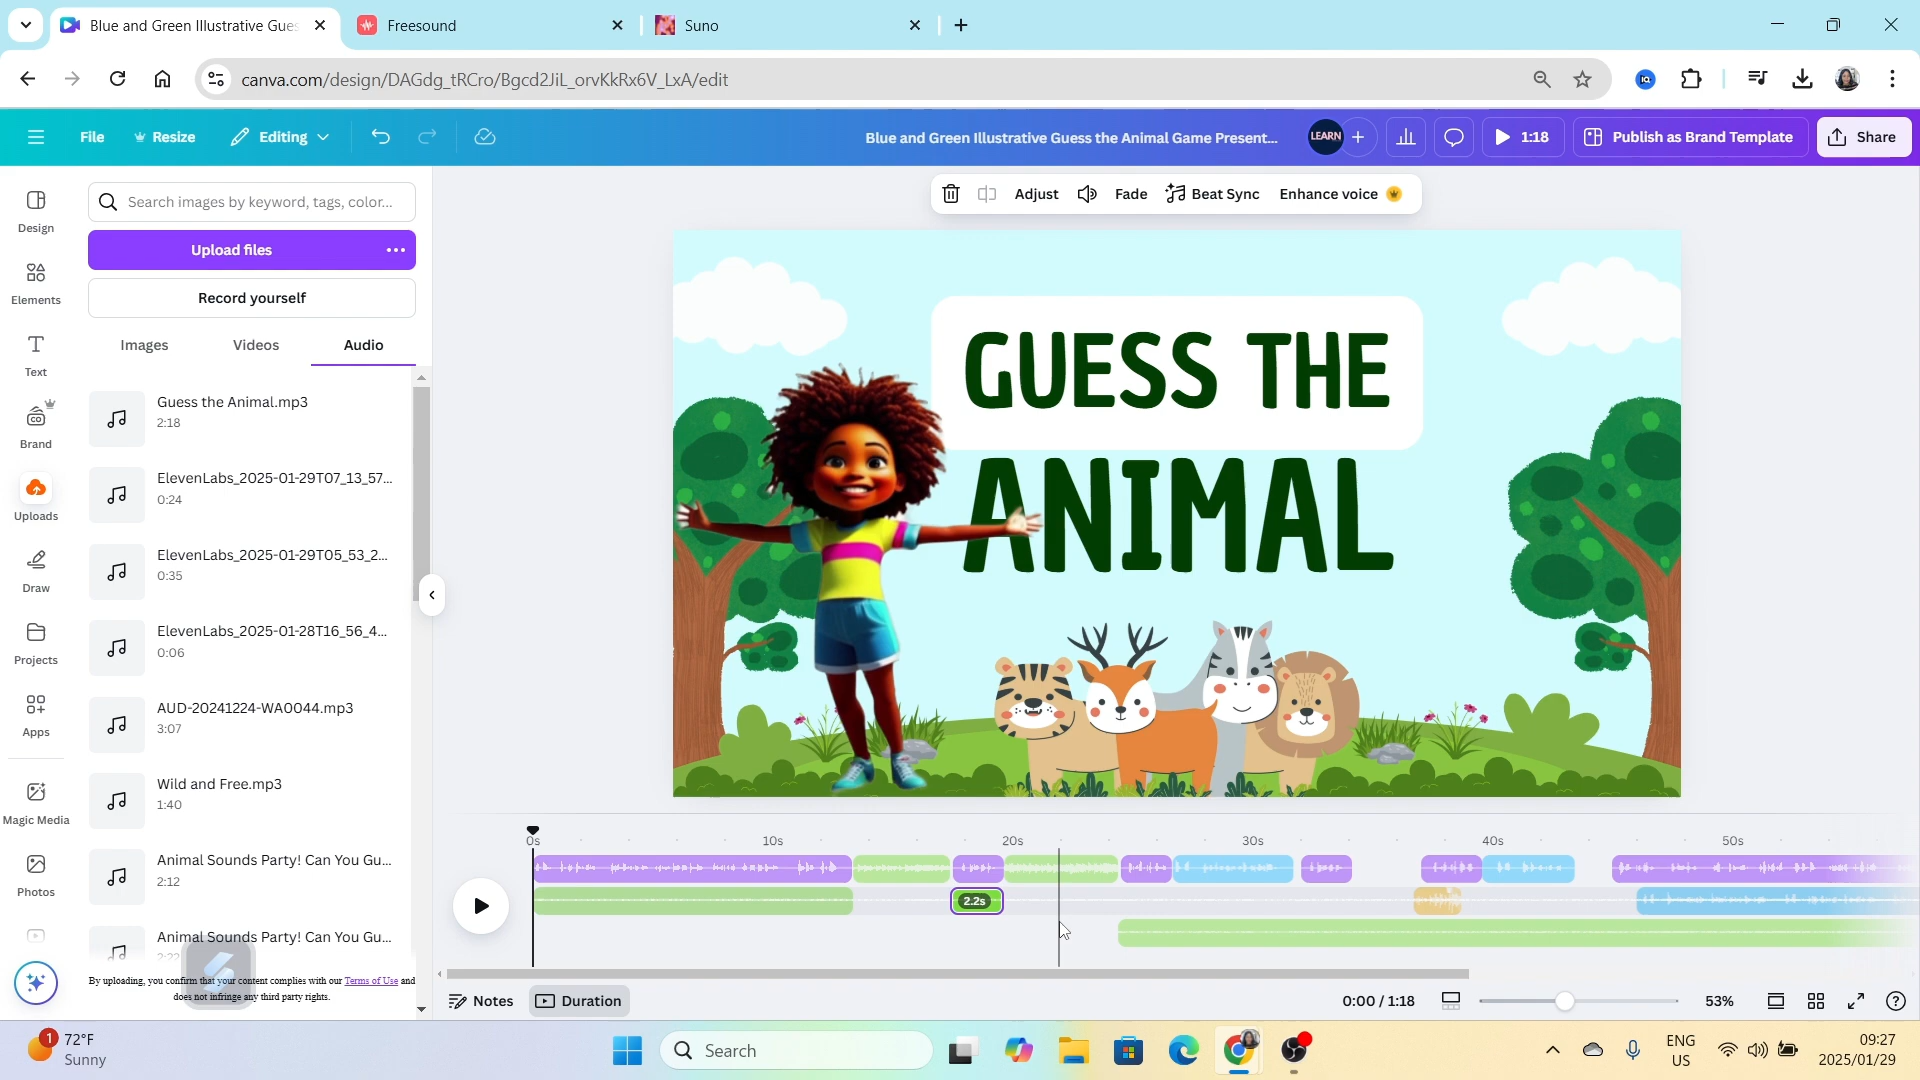 Blue and Green Illustrative Gues
Freesound
Suno
canva.com/design/DAGdg_tRCro/Bgcd2JiL_orvKkRx6V_LxA/edit
File
Resize
Editing
Blue and Green Illustrative Guess the Animal Game Present...
LEARN
1:18
Publish as Brand Template
Share
Design
Elements
Text
Brand
Uploads
Draw
Projects
Apps
Magic Media
Photos
Search images by keyword, tags, color...
Upload files
Record yourself
Images
Videos
Audio
Guess the Animal.mp3
2:18
ElevenLabs_2025-01-29T07_13_57...
0:24
ElevenLabs_2025-01-29T05_53_2...
0:35
ElevenLabs_2025-01-28T16_56_4...
0:06
AUD-20241224-WA0044.mp3
3:07
Wild and Free.mp3
1:40
Animal Sounds Party! Can You Gu...
2:12
Animal Sounds Party! Can You Gu...
2:22
By uploading, you confirm that your content complies with our Terms of Use and
does not infringe any third party rights.
Adjust
Fade
Beat Sync
Enhance voice
GUESS THE
ANIMAL
0s
10s
20s
30s
40s
50s
2.2s
Notes
Duration
0:00 / 1:18
53%
1
72°F
Sunny
Search
ENG
US
09:27
2025/01/29